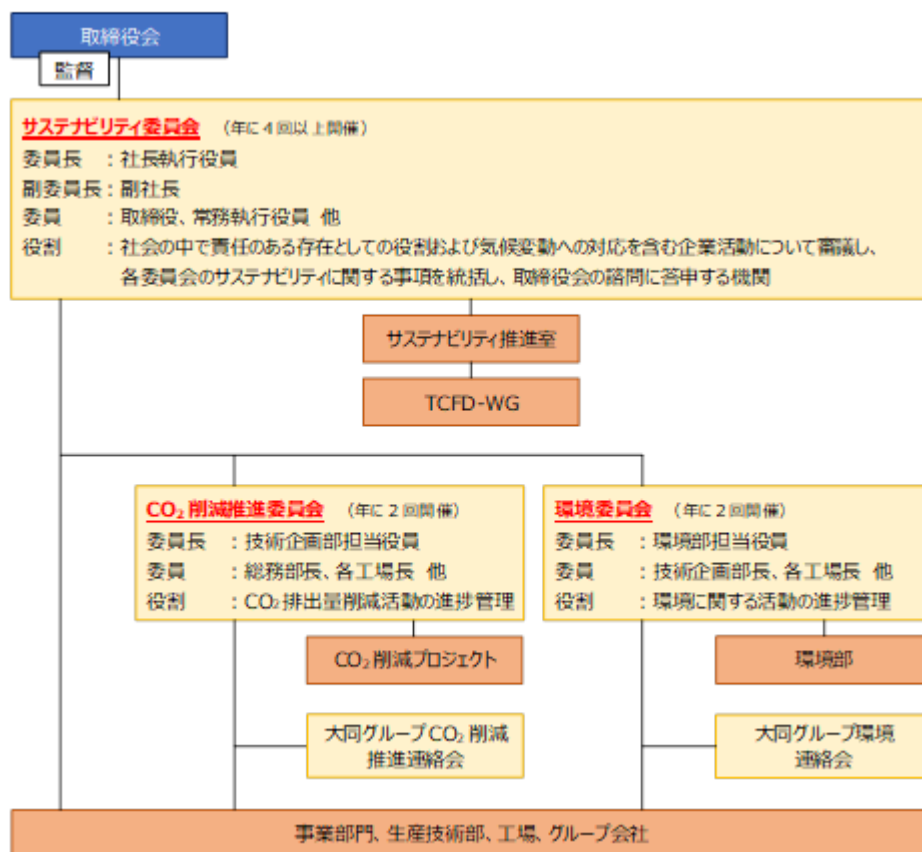 取締役会
監督
サステナビリティ委員会 （年に４回以上開催）
委員長 ：社長執行役員
副委員長：副社長
委員 ：取締役、常務執行役員 他
役割 ：社会の中で責任のある存在としての役割および気候変動への対応を含む企業活動について審議し、
各委員会のサステナビリティに関する事項を統括し、取締役会の諮問に答申する機関
サステナビリティ推進室
TCFD-WG
CO₂削減推進委員会 （年に２回開催）
委員長 ：技術企画部担当役員
委員 ：総務部長、各工場長 他
役割 ：CO₂排出量削減活動の進捗管理
CO₂削減プロジェクト
大同グループCO₂削減
推進連絡会
環境委員会 （年に２回開催）
委員長 ：環境部担当役員
委員 ：技術企画部長、各工場長 他
役割 ：環境に関する活動の進捗管理
環境部
大同グループ環境
連絡会
事業部門、生産技術部、工場、グループ会社